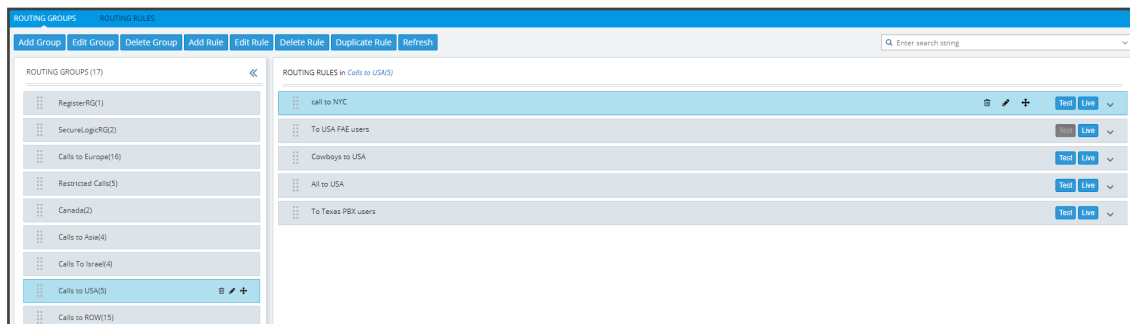 ROUTING GROUPS ROUTING RULES
Add Group Edit Group Delete Group Add Rule Edit Rule Delete Rule Duplicate Rule Refresh Enter search string
ROUTING GROUPS (17)
RegisterRG(1)
SecureLogicRG(2)
Calls to Europe(16)
Restricted Calls(5)
Canada(2)
Calls to Asia(4)
Calls To Israel(4)
Calls to USA(5)
Calls to ROW(15)
ROUTING RULES in Calls to USA(5)
call to NYC Test Live
To USA FAE users Test Live
Cowboys to USA Test Live
All to USA Test Live
To Texas PBX users Test Live